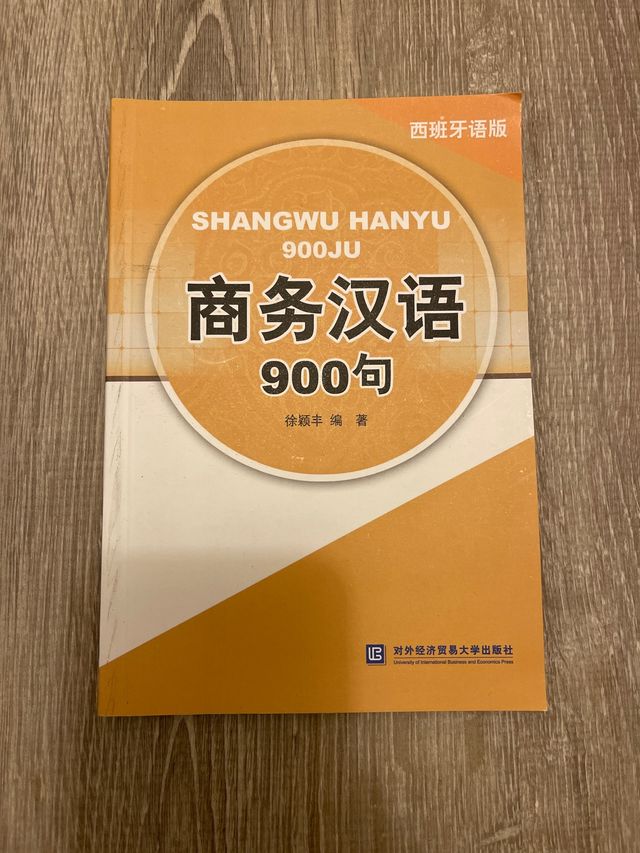 西班牙语版
SHANGWU HANYU
900JU
商务汉语
900句
徐颖丰 编 著
对外经济贸易大学出版社
University of International Business and Economics Press